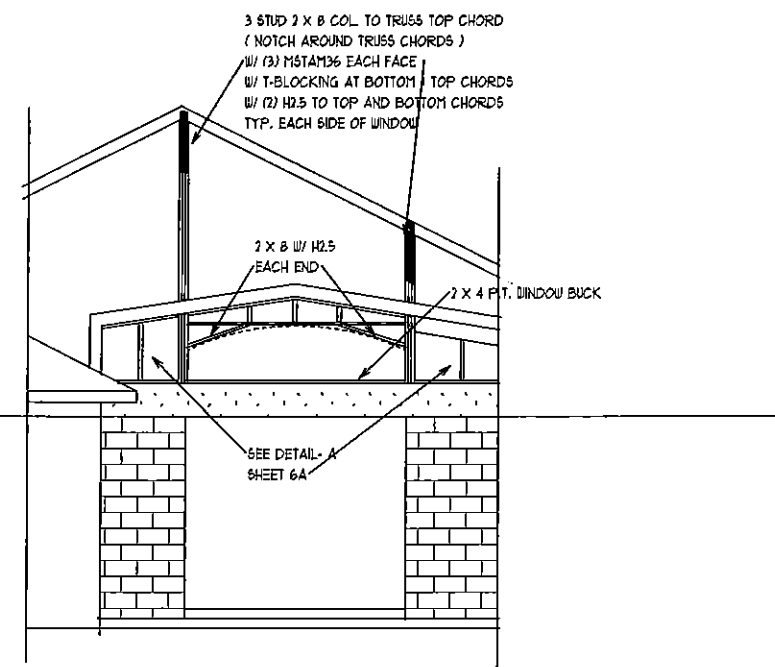 3 STUD 2 X 8 COL. TO TRUSS TOP CHORD
( NOTCH AROUND TRUSS CHORDS )
W/ (3) MSTAM36 EACH FACE
W/ T-BLOCKING AT BOTTOM TOP CHORDS
W/ (2) H2.5 TO TOP AND BOTTOM CHORDS
TYP. EACH SIDE OF WINDOW
2 X 8 W/ H2.5
EACH END
2 X 4 P.T. WINDOW BUCK
SEE DETAIL- A
SHEET 6A